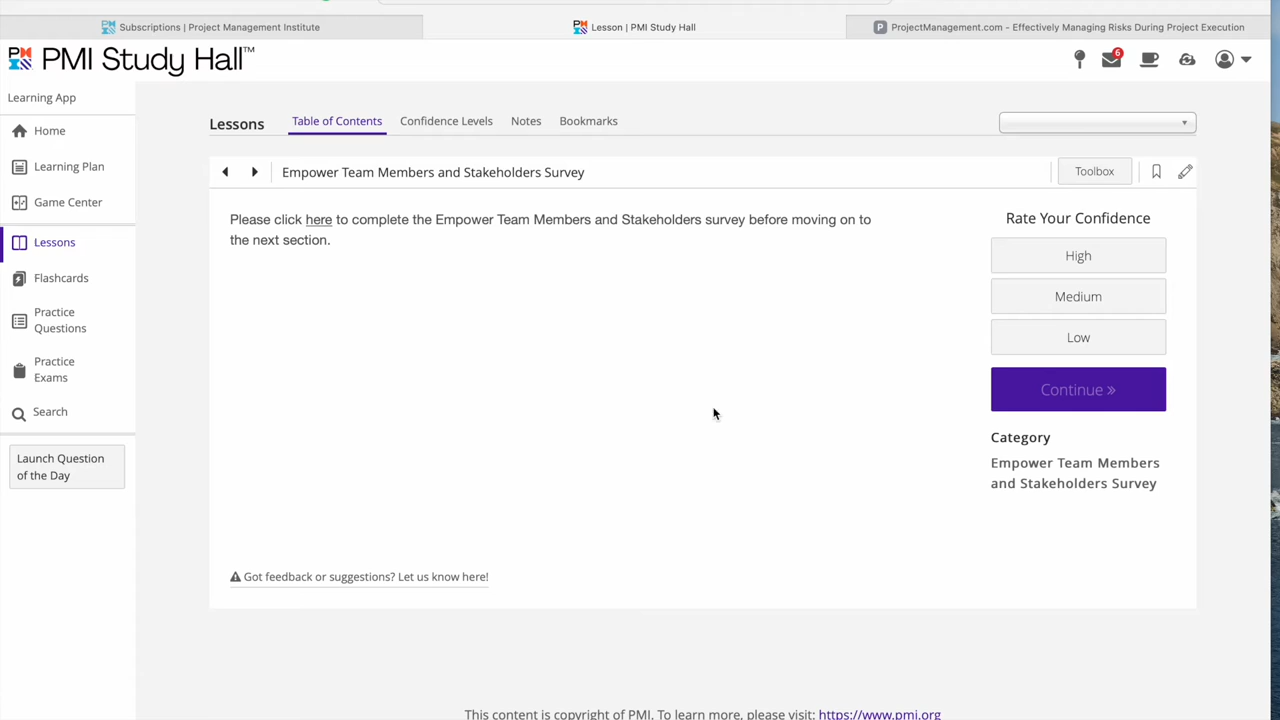 Subscriptions | Project Management Institute
Lesson | PMI Study Hall
ProjectManagement.com - Effectively Managing Risks During Project Execution
PMI Study Hall™
6
Learning App
Home
Learning Plan
Game Center
Lessons
Flashcards
Practice
Questions
Practice
Exams
Search
Launch Question
of the Day
Lessons
Table of Contents
Confidence Levels
Notes
Bookmarks
Empower Team Members and Stakeholders Survey
Toolbox
Please click here to complete the Empower Team Members and Stakeholders survey before moving on to
the next section.
Rate Your Confidence
High
Medium
Low
Continue »
Category
Empower Team Members
and Stakeholders Survey
Got feedback or suggestions? Let us know here!
This content is copyright of PMI. To learn more, please visit: https://www.pmi.org